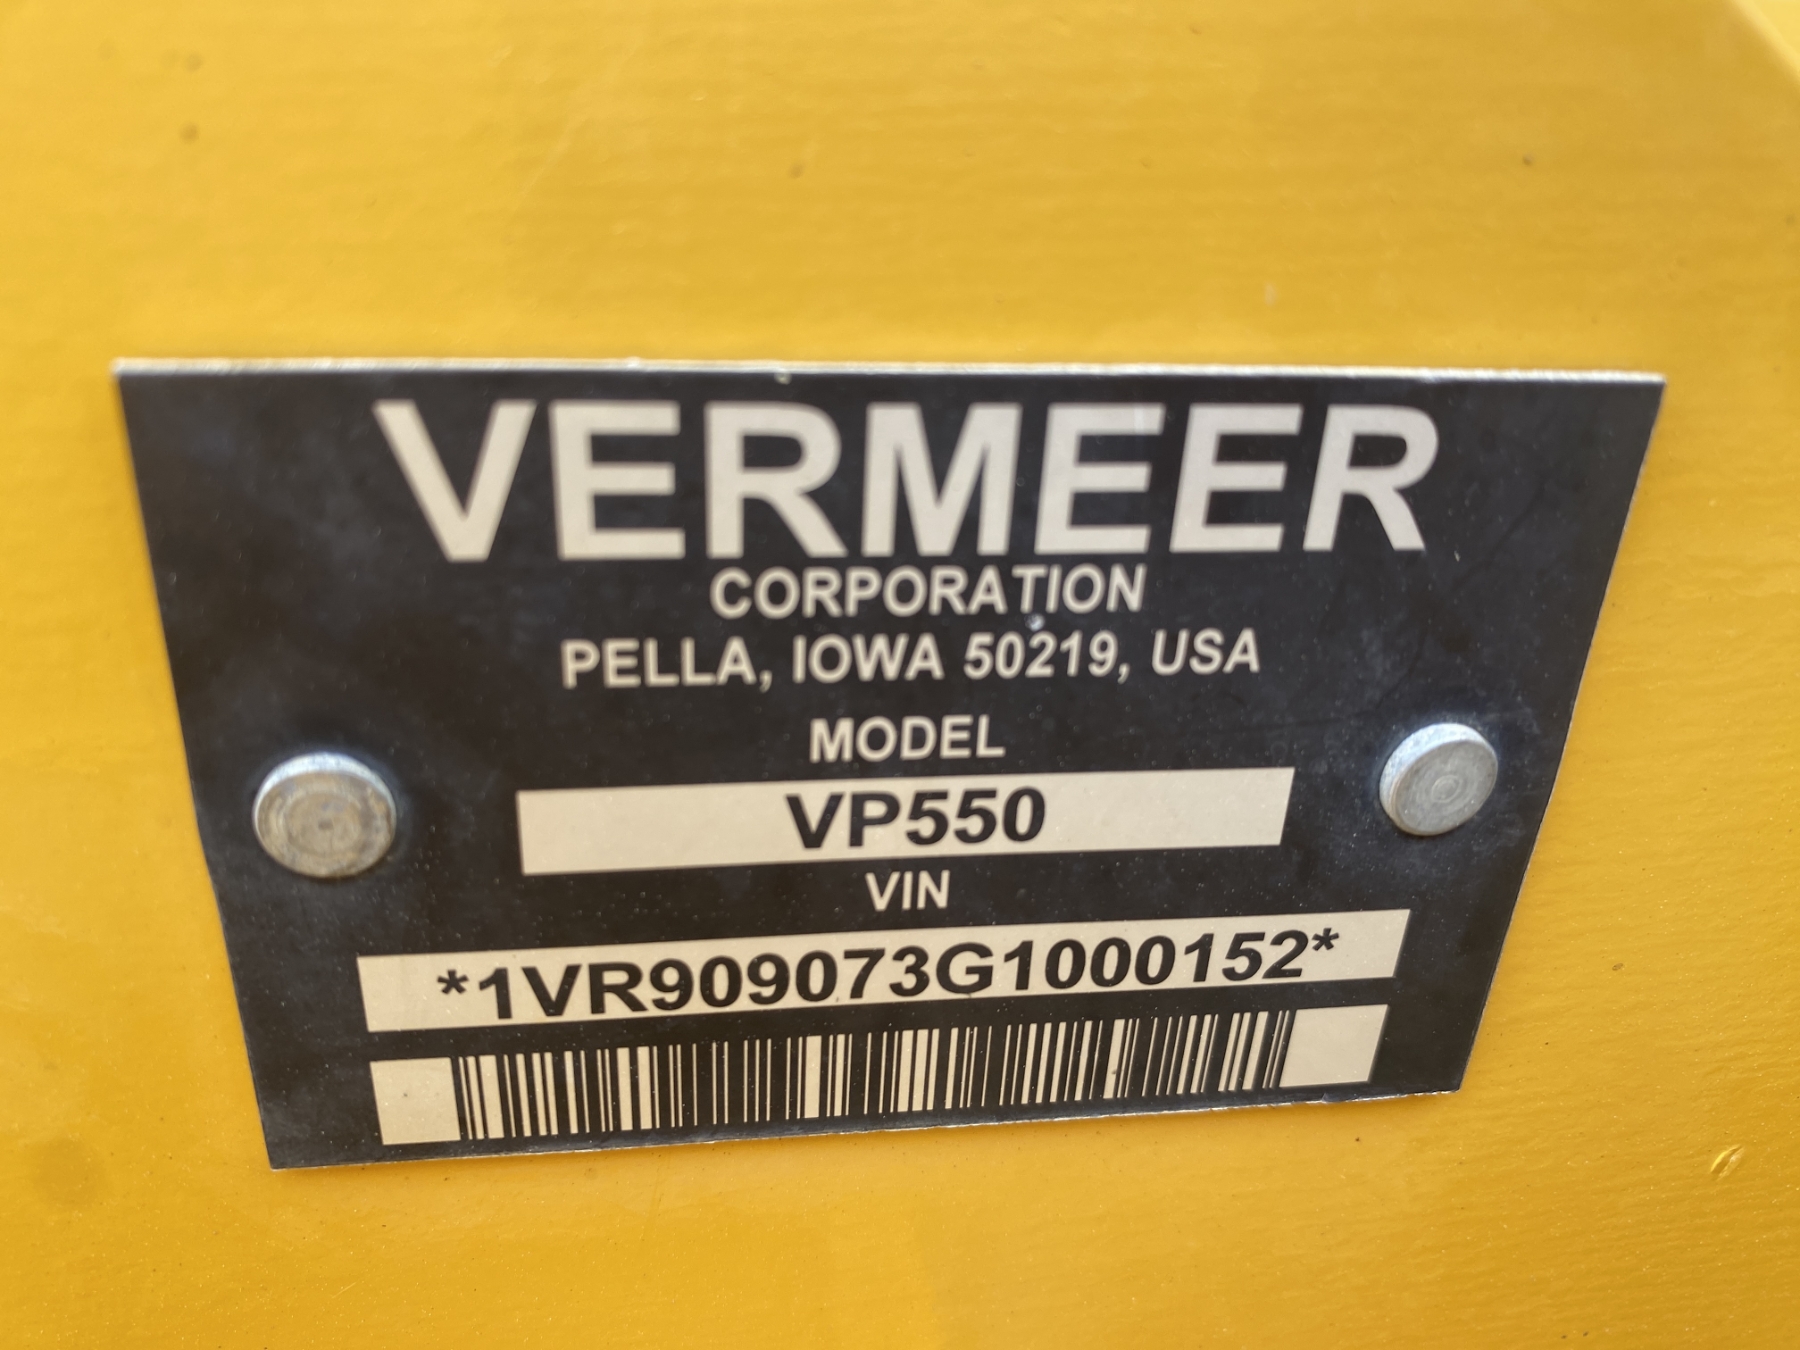 VERMEER
CORPORATION
PELLA, IOWA 50219, USA
MODEL
VP550
VIN
*1VR909073G1000152*